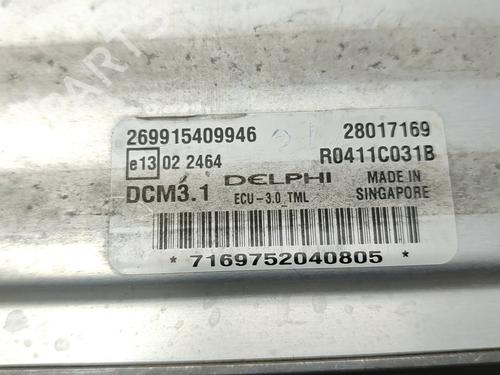 269915409946 28017169
e13 02 2464 R0411C031B
DCM3.1 DELPHI MADE IN
ECU-3.0_TML SINGAPORE
* 7169752040805 *